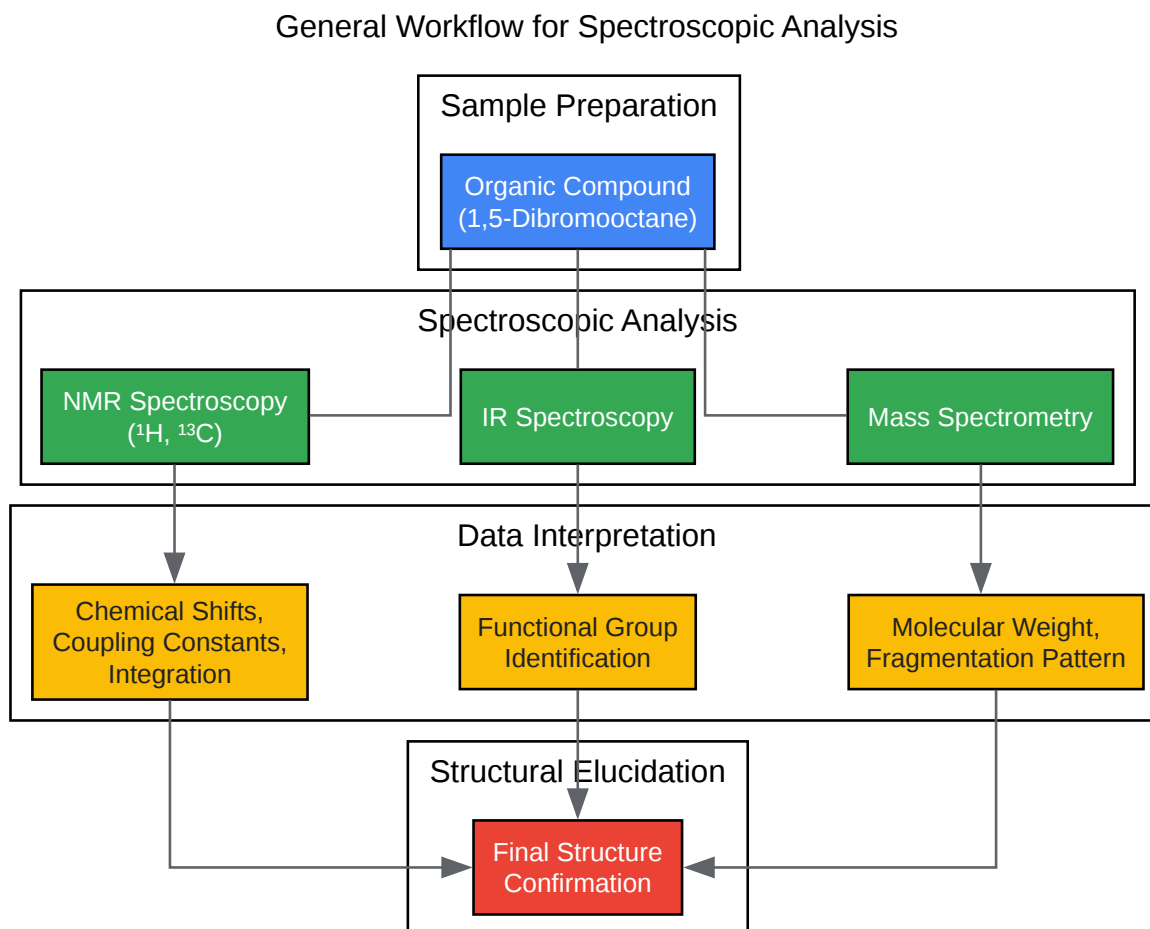 General Workflow for Spectroscopic Analysis
Sample Preparation
Organic Compound
(1,5-Dibromooctane)
Spectroscopic Analysis
NMR Spectroscopy
(¹H, ¹³C)
IR Spectroscopy
Mass Spectrometry
Data Interpretation
Chemical Shifts,
Coupling Constants,
Integration
Functional Group
Identification
Molecular Weight,
Fragmentation Pattern
Structural Elucidation
Final Structure
Confirmation